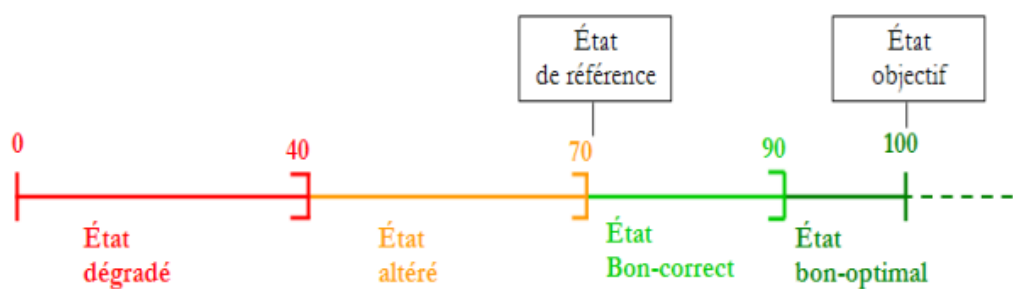 État
de référence
État
objectif
0
40
70
90
100
État
dégradé
État
altéré
État
Bon-correct
État
bon-optimal